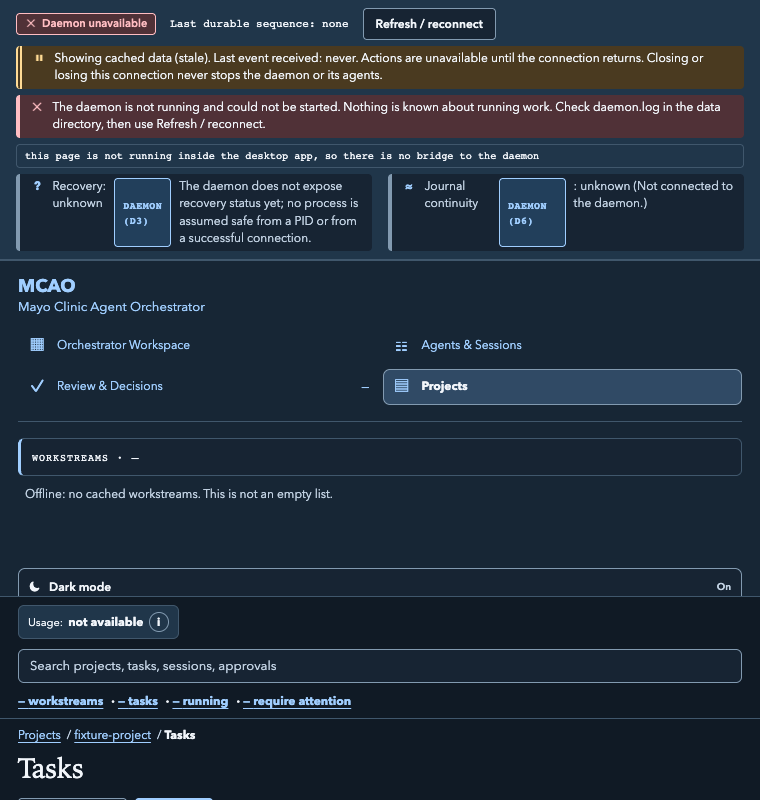 Daemon unavailable
Last durable sequence: none
Refresh / reconnect
Showing cached data (stale). Last event received: never. Actions are unavailable until the connection returns. Closing or
losing this connection never stops the daemon or its agents.
The daemon is not running and could not be started. Nothing is known about running work. Check daemon.log in the data
directory, then use Refresh / reconnect.
this page is not running inside the desktop app, so there is no bridge to the daemon
? Recovery:
unknown
DAEMON
(D3)
The daemon does not expose
recovery status yet; no process is
assumed safe from a PID or from
a successful connection.
≈ Journal
continuity
DAEMON
(D6)
: unknown (Not connected to
the daemon.)
MCAO
Mayo Clinic Agent Orchestrator
Orchestrator Workspace
Agents & Sessions
Review & Decisions —
Projects
WORKSTREAMS · —
Offline: no cached workstreams. This is not an empty list.
Dark mode On
Usage: not available i
Search projects, tasks, sessions, approvals
— workstreams • — tasks • — running • — require attention
Projects / fixture-project / Tasks
Tasks